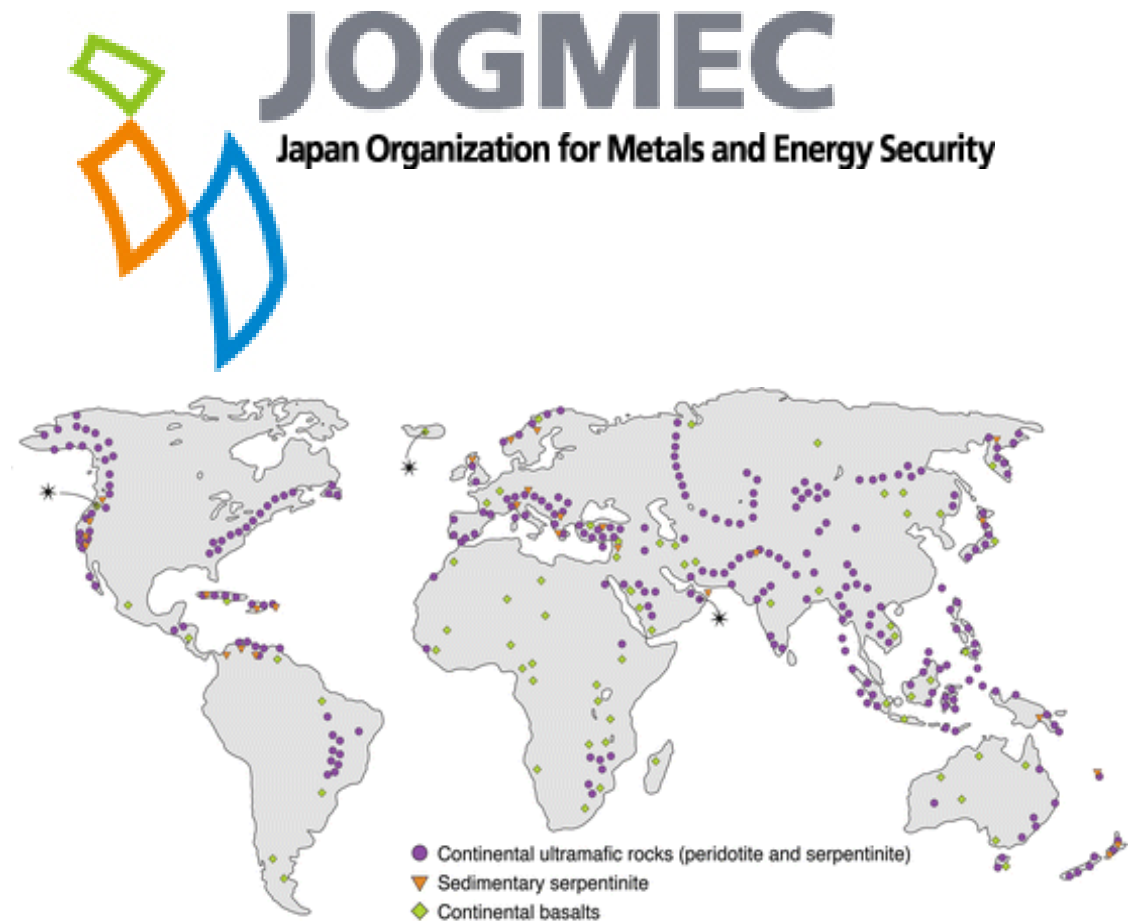 JOGMEC
Japan Organization for Metals and Energy Security
Continental ultramafic rocks (peridotite and serpentinite)
Sedimentary serpentinite
Continental basalts